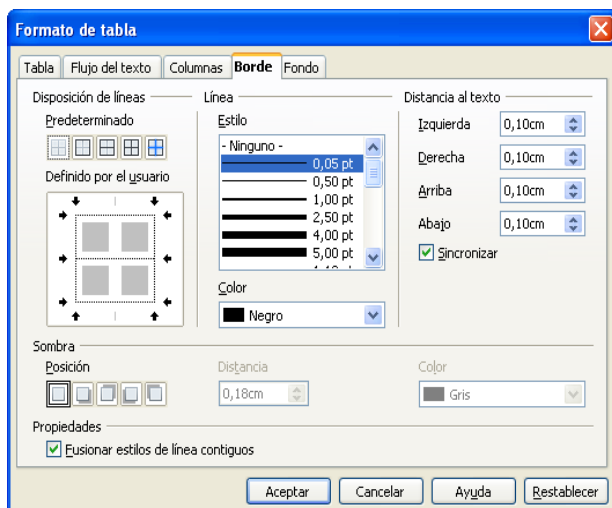 Formato de tabla
Tabla Flujo del texto Columnas Borde Fondo
Disposición de líneas
Predeterminado
Definido por el usuario
Línea
Estilo
- Ninguno -
0,05 pt
0,50 pt
1,00 pt
2,50 pt
4,00 pt
5,00 pt
Color
Negro
Distancia al texto
Izquierda 0,10cm
Derecha 0,10cm
Arriba 0,10cm
Abajo 0,10cm
Sincronizar
Sombra
Posición
Distancia
0,18cm
Color
Gris
Propiedades
Fusionar estilos de línea contiguos
Aceptar Cancelar Ayuda Restablecer